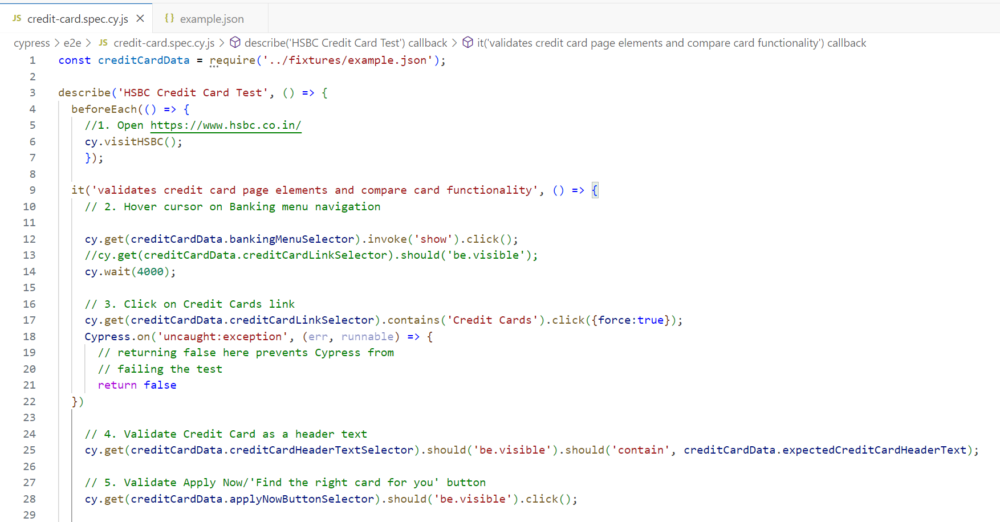 JS credit-card.spec.cy.js × {} example.json
cypress > e2e > JS credit-card.spec.cy.js > describe('HSBC Credit Card Test') callback > it('validates credit card page elements and compare card functionality') callback
1 const creditCardData = require('../fixtures/example.json');
2
3 describe('HSBC Credit Card Test', () => {
4 beforeEach(() => {
5 //1. Open https://www.hsbc.co.in/
6 cy.visitHSBC();
7 });
8
9 it('validates credit card page elements and compare card functionality', () => {
10 // 2. Hover cursor on Banking menu navigation
11
12 cy.get(creditCardData.bankingMenuSelector).invoke('show').click();
13 //cy.get(creditCardData.creditCardLinkSelector).should('be.visible');
14 cy.wait(4000);
15
16 // 3. Click on Credit Cards link
17 cy.get(creditCardData.creditCardLinkSelector).contains('Credit Cards').click({force:true});
18 Cypress.on('uncaught:exception', (err, runnable) => {
19 // returning false here prevents Cypress from
20 // failing the test
21 return false
22 })
23
24 // 4. Validate Credit Card as a header text
25 cy.get(creditCardData.creditCardHeaderTextSelector).should('be.visible').should('contain', creditCardData.expectedCreditCardHeaderText);
26
27 // 5. Validate Apply Now/'Find the right card for you' button
28 cy.get(creditCardData.applyNowButtonSelector).should('be.visible').click();
29